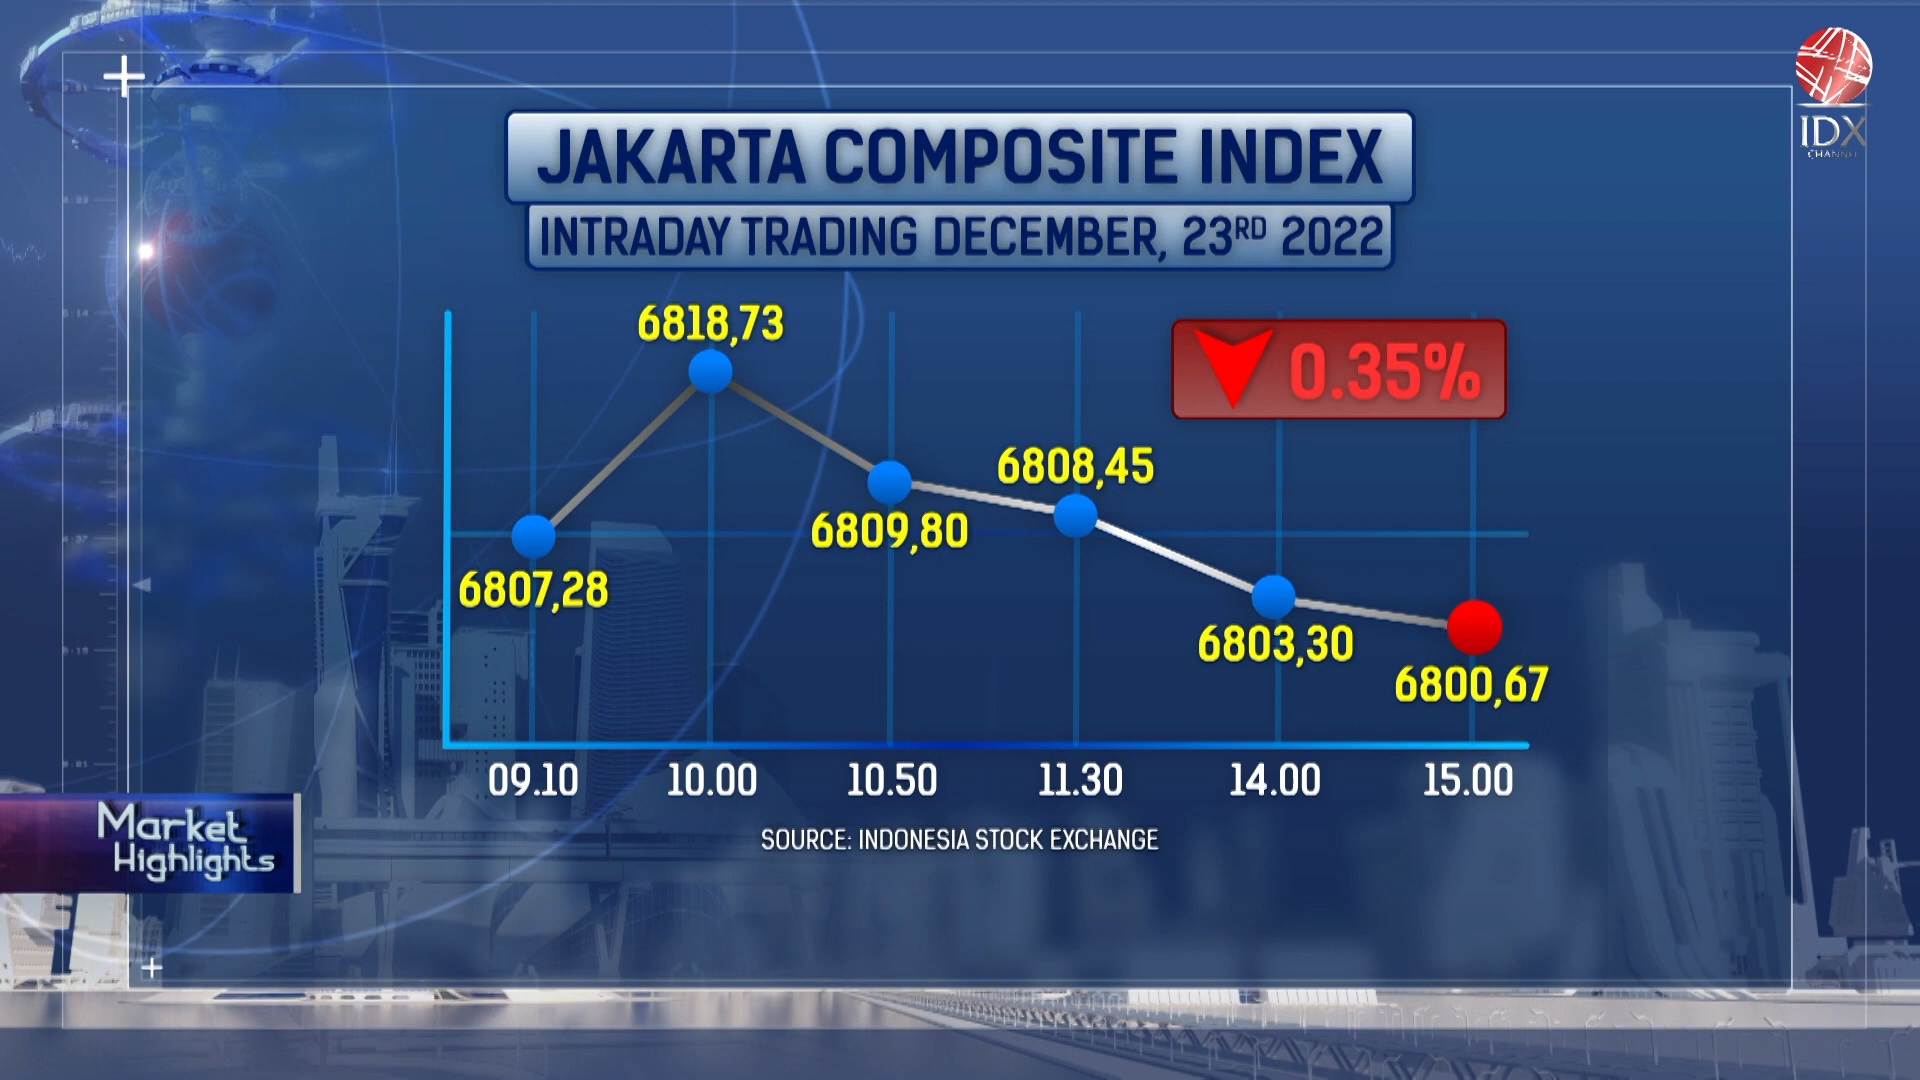 IDX
CHANNEL
JAKARTA COMPOSITE INDEX
INTRADAY TRADING DECEMBER, 23RD 2022
6818,73
0.35%
6808,45
6809,80
6807,28
6803,30
6800,67
09.10 10.00 10.50 11.30 14.00 15.00
Market
Highlights
SOURCE: INDONESIA STOCK EXCHANGE